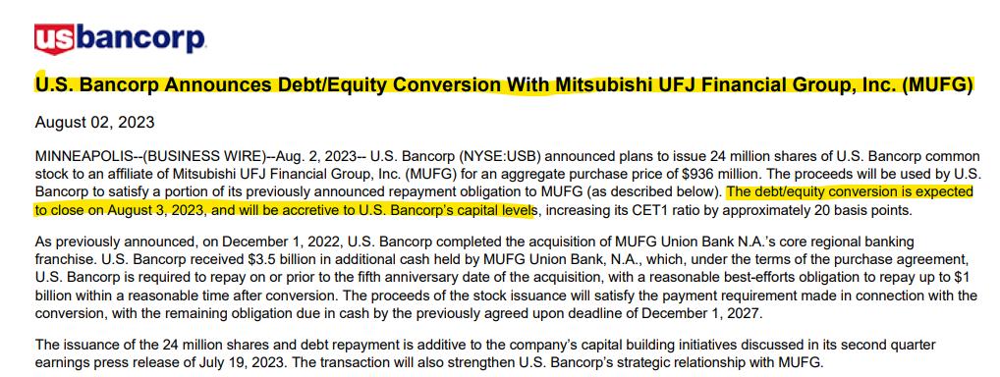 usbancorp
U.S. Bancorp Announces Debt/Equity Conversion With Mitsubishi UFJ Financial Group, Inc. (MUFG)
August 02, 2023
MINNEAPOLIS--(BUSINESS WIRE)--Aug. 2, 2023-- U.S. Bancorp (NYSE:USB) announced plans to issue 24 million shares of U.S. Bancorp common
stock to an affiliate of Mitsubishi UFJ Financial Group, Inc. (MUFG) for an aggregate purchase price of $936 million. The proceeds will be used by U.S.
Bancorp to satisfy a portion of its previously announced repayment obligation to MUFG (as described below). The debt/equity conversion is expected
to close on August 3, 2023, and will be accretive to U.S. Bancorp's capital levels, increasing its CET1 ratio by approximately 20 basis points.
As previously announced, on December 1, 2022, U.S. Bancorp completed the acquisition of MUFG Union Bank N.A.'s core regional banking
franchise. U.S. Bancorp received $3.5 billion in additional cash held by MUFG Union Bank, N.A., which, under the terms of the purchase agreement,
U.S. Bancorp is required to repay on or prior to the fifth anniversary date of the acquisition, with a reasonable best-efforts obligation to repay up to $1
billion within a reasonable time after conversion. The proceeds of the stock issuance will satisfy the payment requirement made in connection with the
conversion, with the remaining obligation due in cash by the previously agreed upon deadline of December 1, 2027.
The issuance of the 24 million shares and debt repayment is additive to the company's capital building initiatives discussed in its second quarter
earnings press release of July 19, 2023. The transaction will also strengthen U.S. Bancorp's strategic relationship with MUFG.